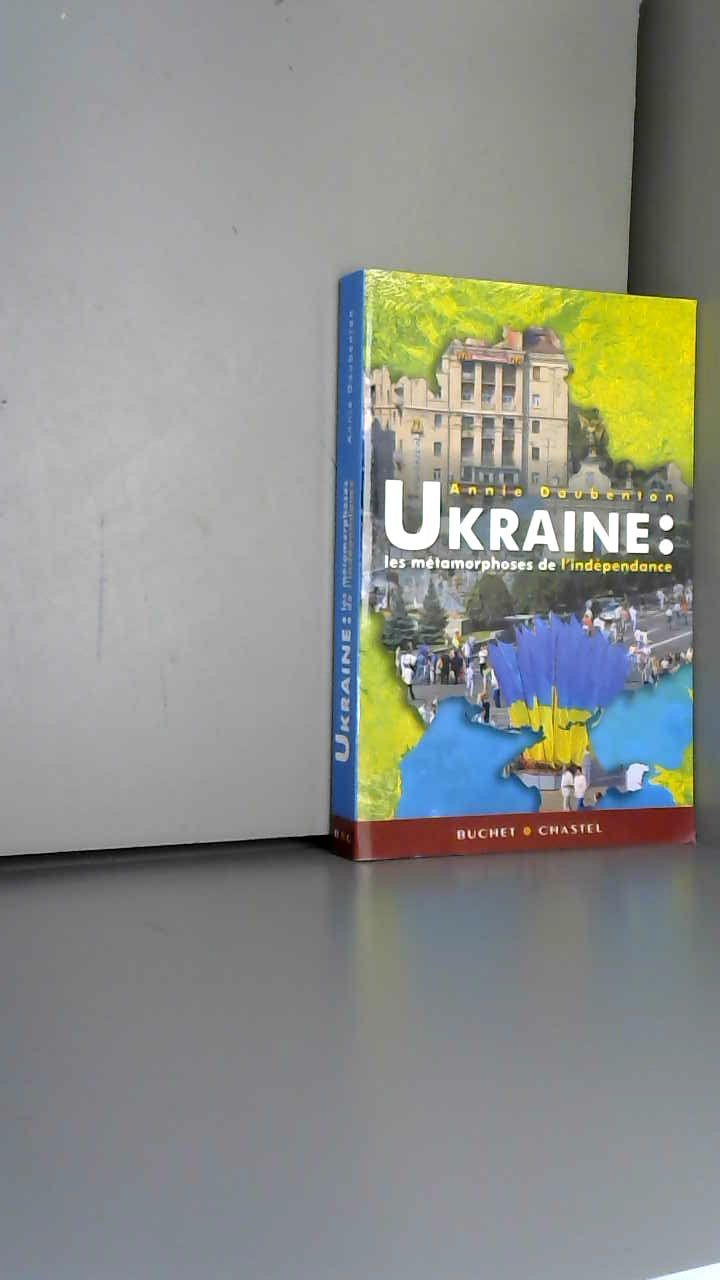 Annie Daubenton
UKRAINE:
les métamorphoses de l'indépendance
BUCHET • CHASTEL
Annie Daubenton
UKRAINE: les métamorphoses
de l'indépendance